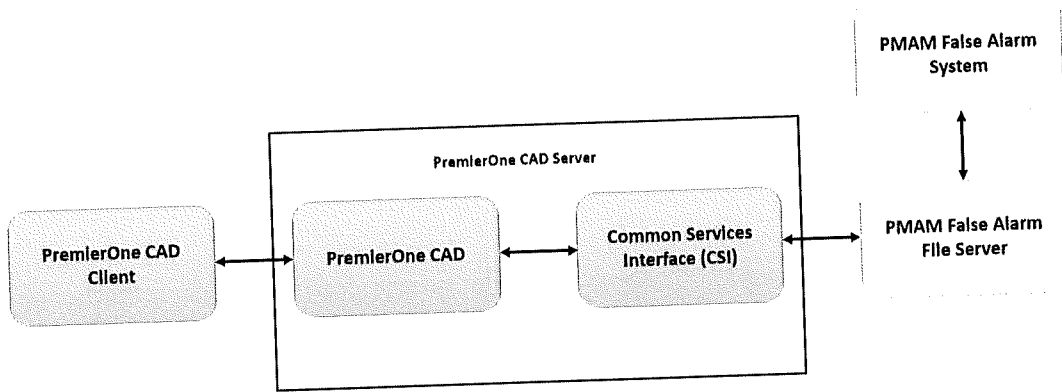 PMAM False Alarm
System
PremierOne CAD Server
PremierOne CAD
Client
PremierOne CAD
Common Services
Interface (CSI)
PMAM False Alarm
File Server